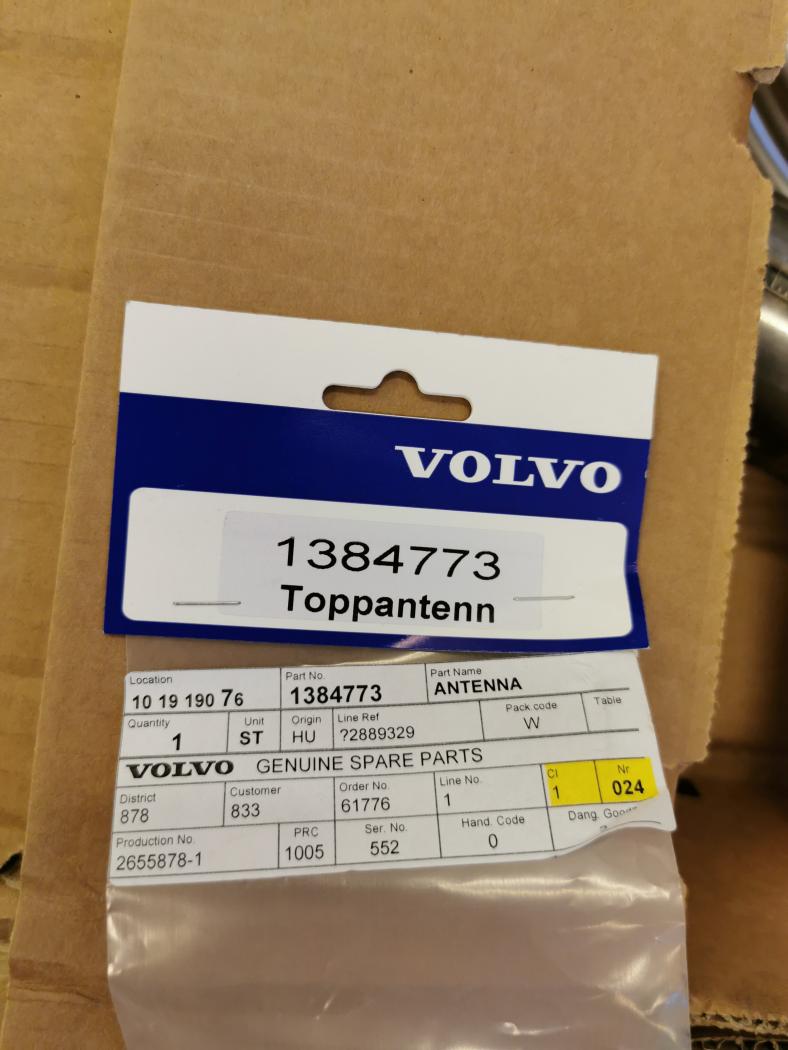 VOLVO
1384773
Toppantenn
Location Part No. Part Name
10 19 190 76 1384773 ANTENNA
Quantity Unit Origin Line Ref Pack code Table
1 ST HU ?2889329 W
VOLVO GENUINE SPARE PARTS
District Customer Order No. Line No. Cl Nr
878 833 61776 1 1 024
Production No. PRC Ser. No. Hand. Code Dang. Goods
2655878-1 1005 552 0